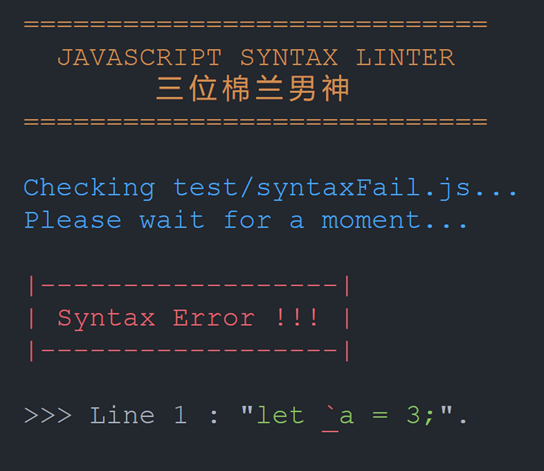 ============================
JAVASCRIPT SYNTAX LINTER
三位棉兰男神
============================
Checking test/syntaxFail.js...
Please wait for a moment...
|------------------|
| Syntax Error !!! |
|------------------|
>>> Line 1 : "let `a = 3;".